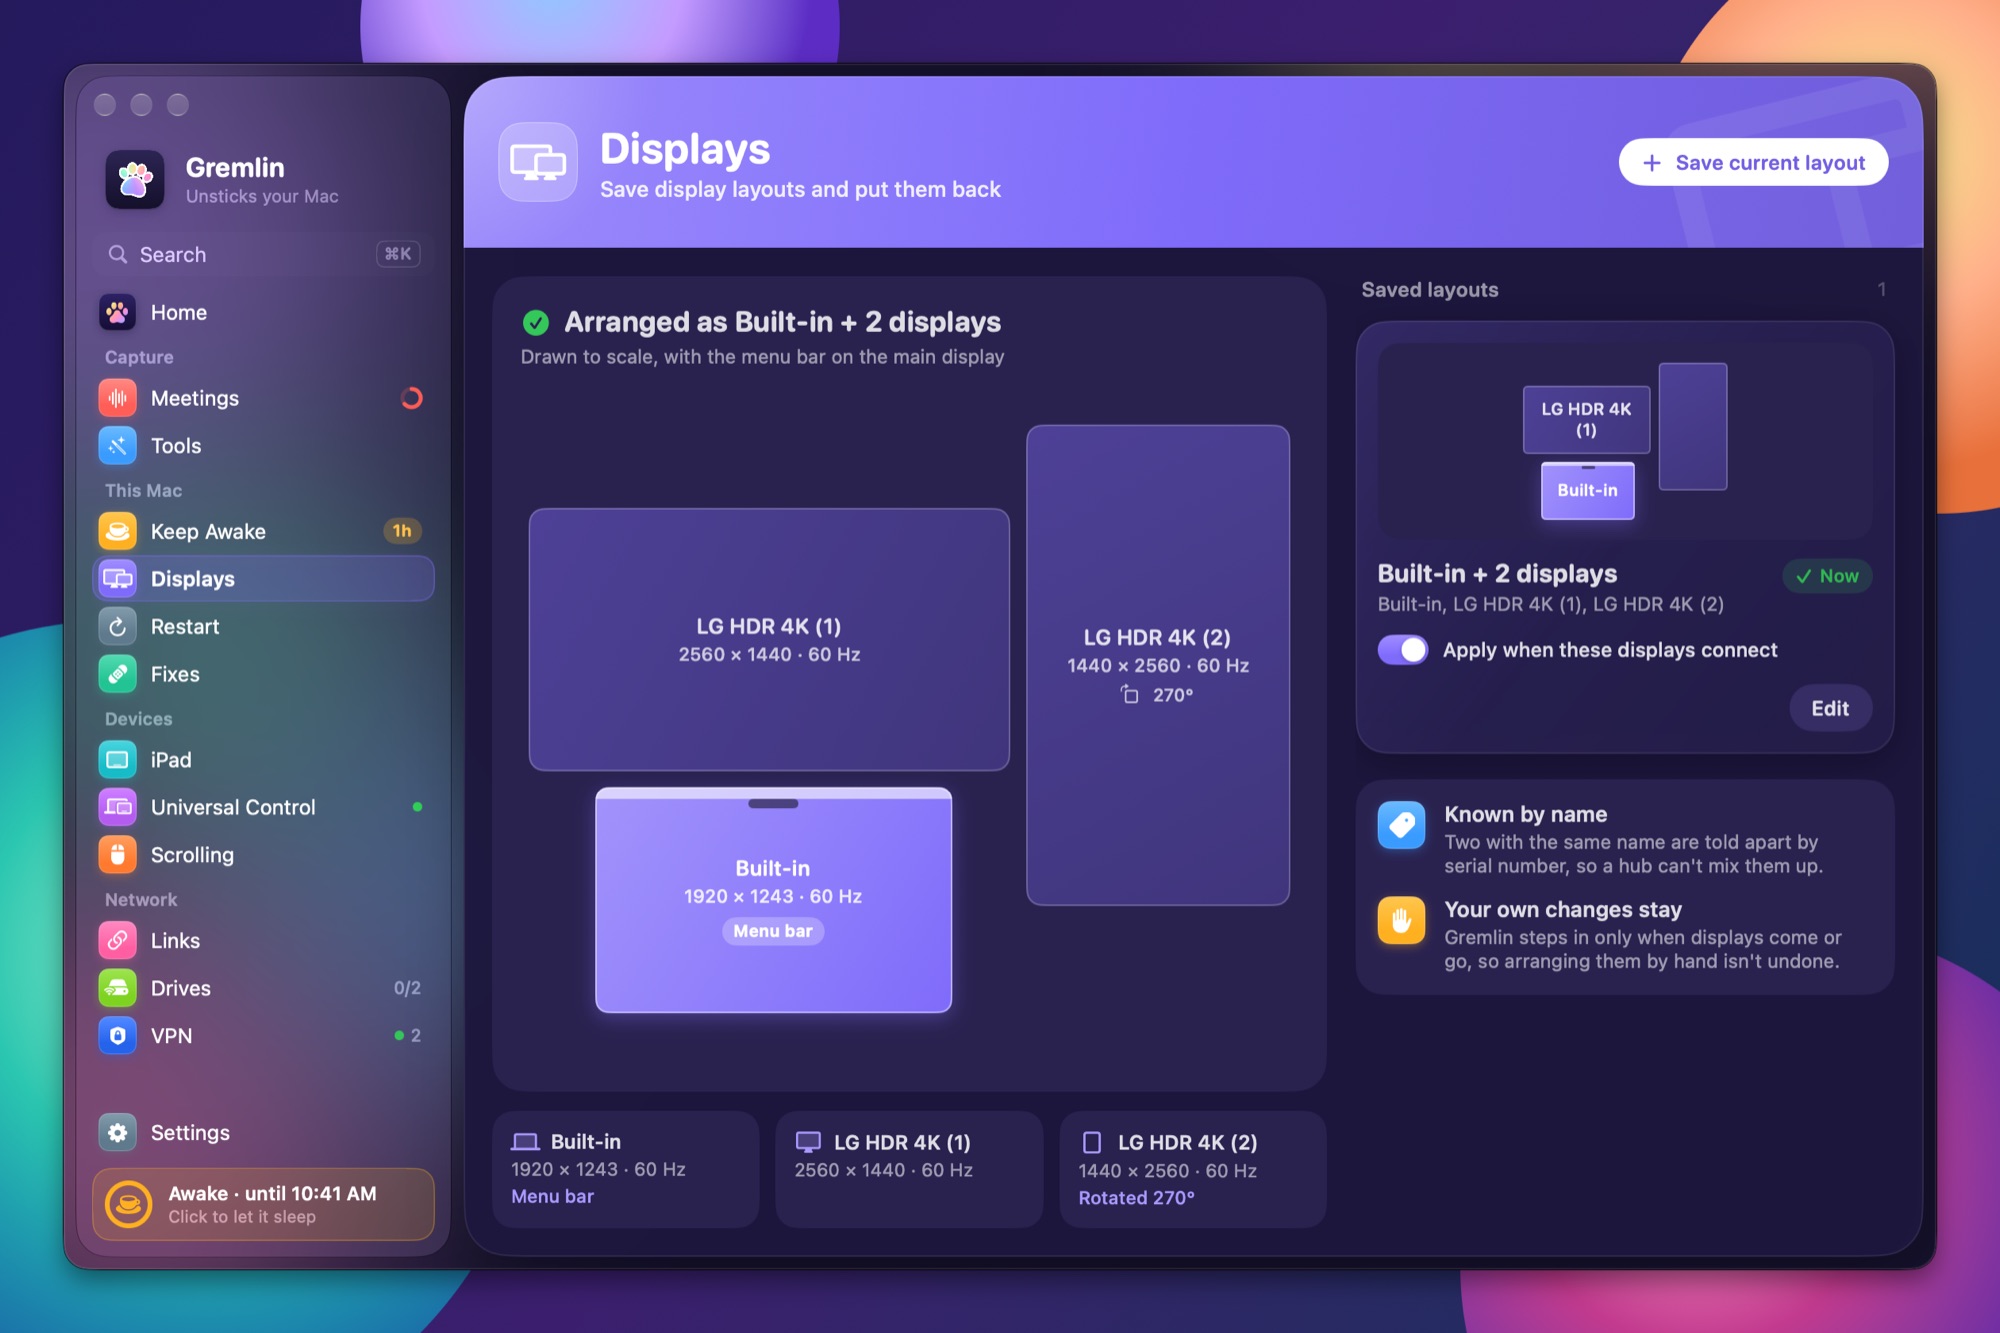 Gremlin
Unsticks your Mac
Search
⌘K
Home
Capture
Meetings
Tools
This Mac
Keep Awake
1h
Displays
Restart
Fixes
Devices
iPad
Universal Control
Scrolling
Network
Links
Drives
0/2
VPN
2
Settings
Awake · until 10:41 AM
Click to let it sleep
Displays
Save display layouts and put them back
+ Save current layout
Arranged as Built-in + 2 displays
Drawn to scale, with the menu bar on the main display
LG HDR 4K (1)
2560 × 1440 · 60 Hz
LG HDR 4K (2)
1440 × 2560 · 60 Hz
270°
Built-in
1920 × 1243 · 60 Hz
Menu bar
Built-in
1920 × 1243 · 60 Hz
Menu bar
LG HDR 4K (1)
2560 × 1440 · 60 Hz
LG HDR 4K (2)
1440 × 2560 · 60 Hz
Rotated 270°
Saved layouts
1
LG HDR 4K
(1)
Built-in
Built-in + 2 displays
✓ Now
Built-in, LG HDR 4K (1), LG HDR 4K (2)
Apply when these displays connect
Edit
Known by name
Two with the same name are told apart by
serial number, so a hub can't mix them up.
Your own changes stay
Gremlin steps in only when displays come or
go, so arranging them by hand isn't undone.